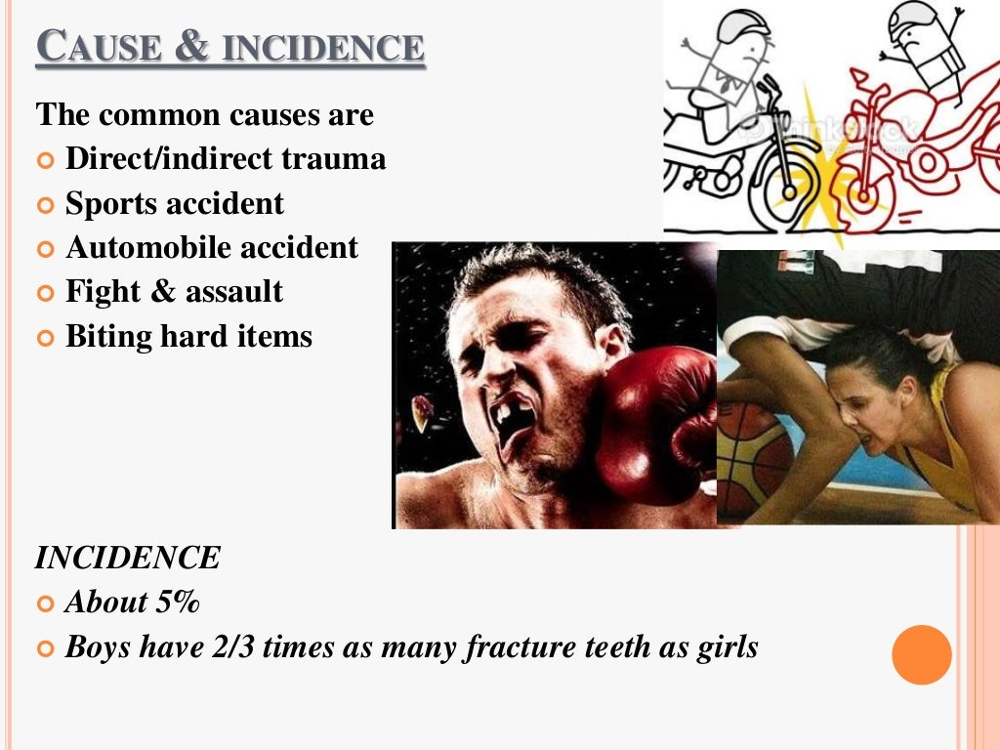 CAUSE & INCIDENCE
The common causes are
Direct/indirect trauma
Sports accident
Automobile accident
Fight & assault
Biting hard items
INCIDENCE
About 5%
Boys have 2/3 times as many fracture teeth as girls
thinkstock